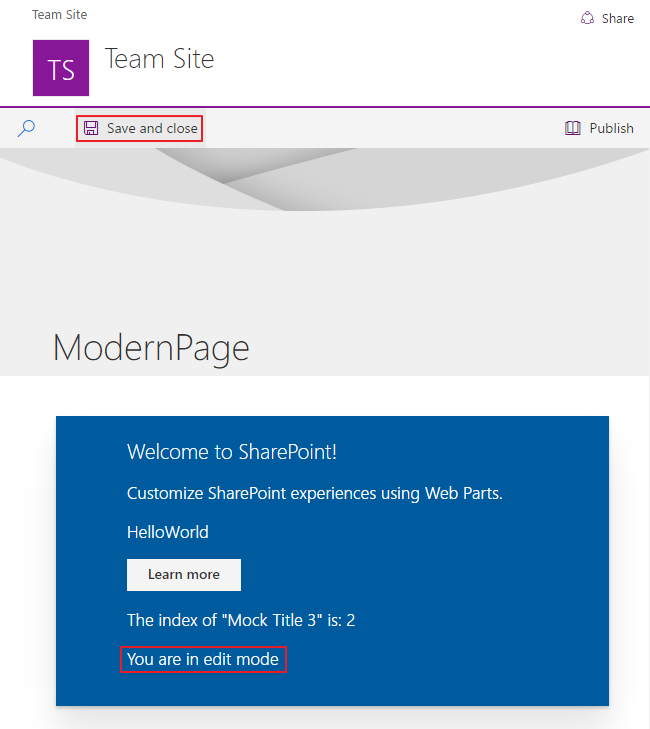 Team Site
Share
TS
Team Site
Save and close
Publish
ModernPage
Welcome to SharePoint!
Customize SharePoint experiences using Web Parts.
HelloWorld
Learn more
The index of "Mock Title 3" is: 2
You are in edit mode